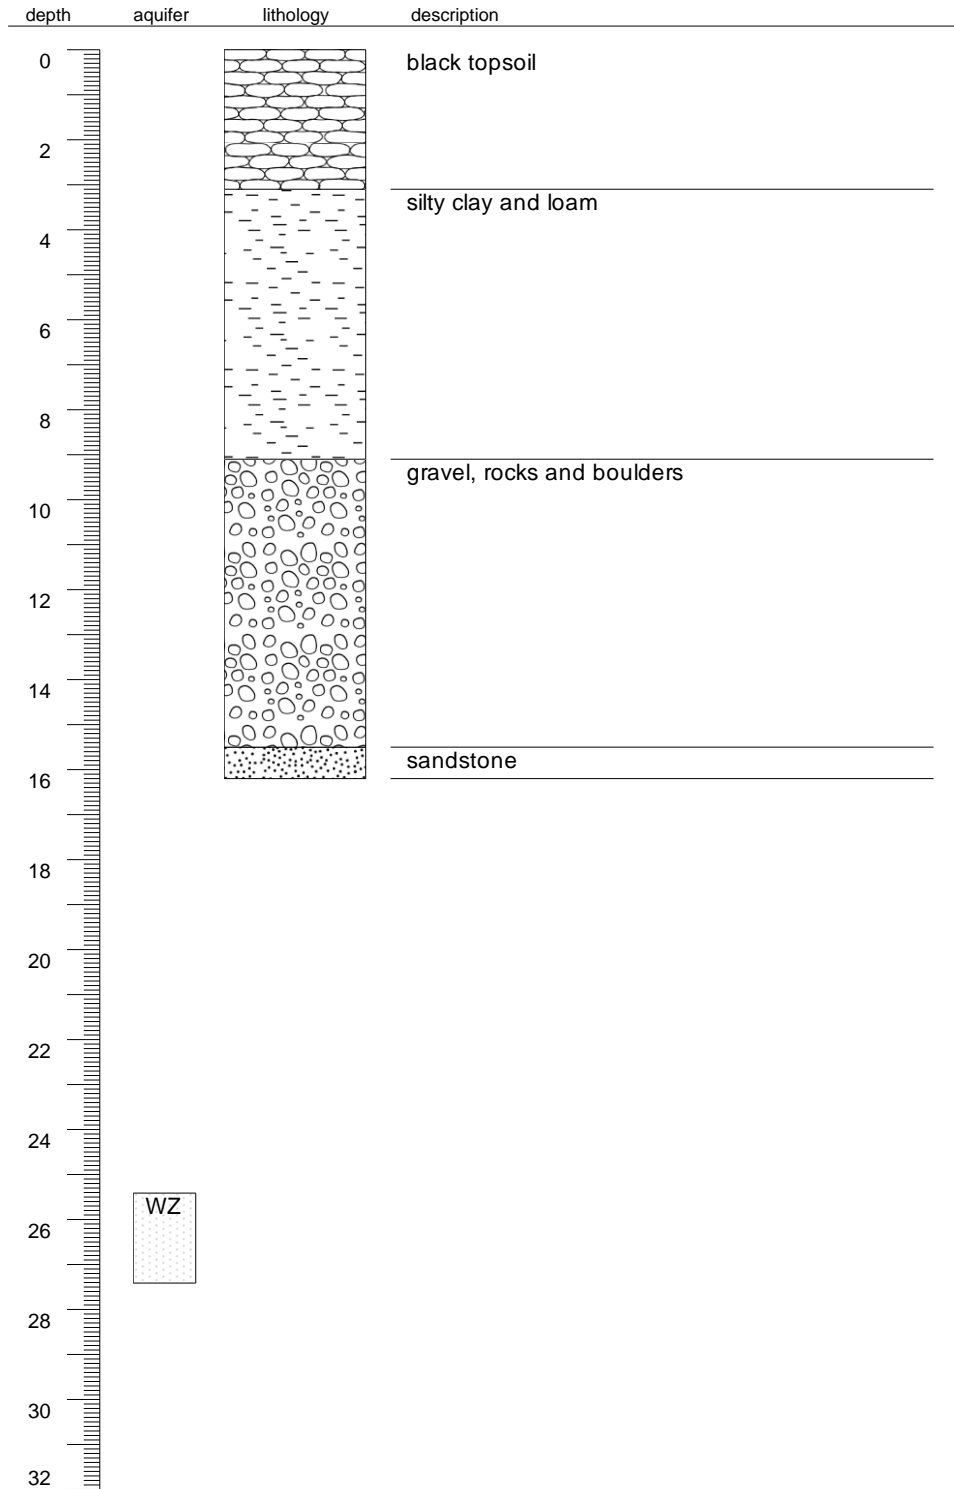 depth aquifer lithology description
0 black topsoil
2
silty clay and loam
4
6
8
gravel, rocks and boulders
10
12
14
sandstone
16
18
20
22
24
WZ
26
28
30
32